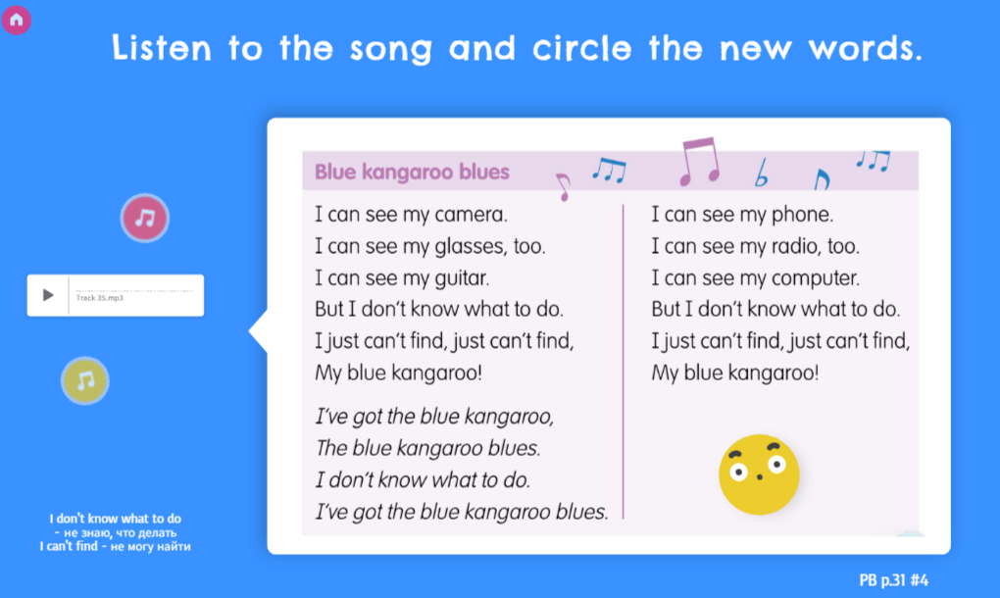 Listen to the song and circle the new words.
Blue kangaroo blues
I can see my camera.
I can see my glasses, too.
I can see my guitar.
But I don't know what to do.
I just can't find, just can't find,
My blue kangaroo!
I've got the blue kangaroo,
The blue kangaroo blues.
I don't know what to do.
I've got the blue kangaroo blues.
I can see my phone.
I can see my radio, too.
I can see my computer.
But I don't know what to do.
I just can't find, just can't find,
My blue kangaroo!
Track 35.mp3
I don't know what to do
- не знаю, что делать
I can't find - не могу найти
PB p.31 #4